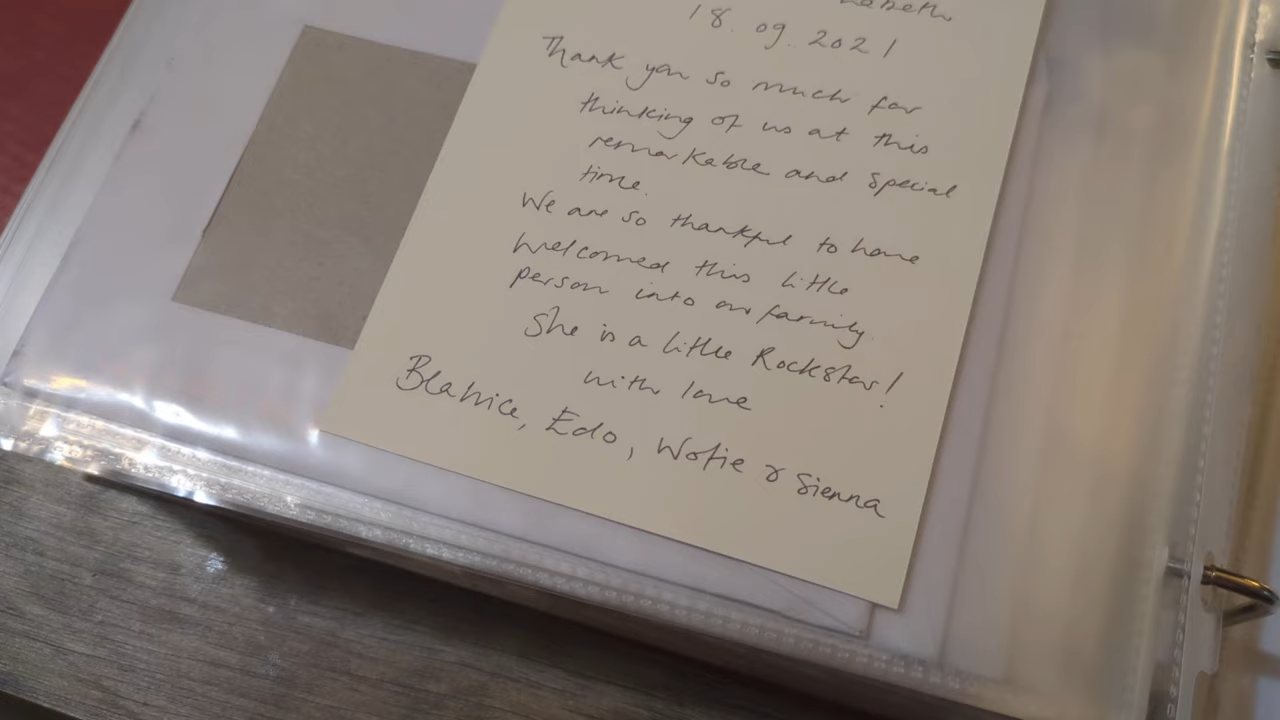 18.09.2021
Thank you so much for
thinking of us at this
remarkable and special
time.
We are so thankful to have
welcomed this little
person into our family.
She is a little Rockstar!
with love
Beatrice, Edo, Wolfie & Sienna